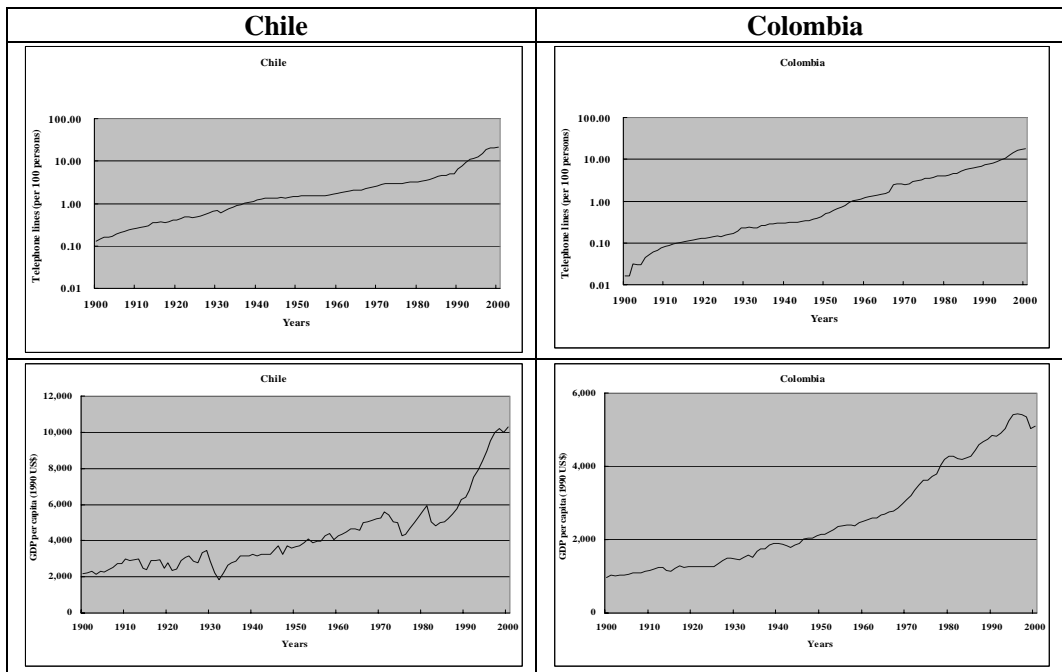 Chile
Colombia
Chile
Telephone lines (per 100 persons)
100.00
10.00
1.00
0.10
0.01
1900 1910 1920 1930 1940 1950 1960 1970 1980 1990 2000
Years
Colombia
Telephone lines (per 100 persons)
100.00
10.00
1.00
0.10
0.01
1900 1910 1920 1930 1940 1950 1960 1970 1980 1990 2000
Years
Chile
GDP per capita (1990 US$)
12,000
10,000
8,000
6,000
4,000
2,000
0
1900 1910 1920 1930 1940 1950 1960 1970 1980 1990 2000
Years
Colombia
GDP per capita (1990 US$)
6,000
4,000
2,000
0
1900 1910 1920 1930 1940 1950 1960 1970 1980 1990 2000
Years